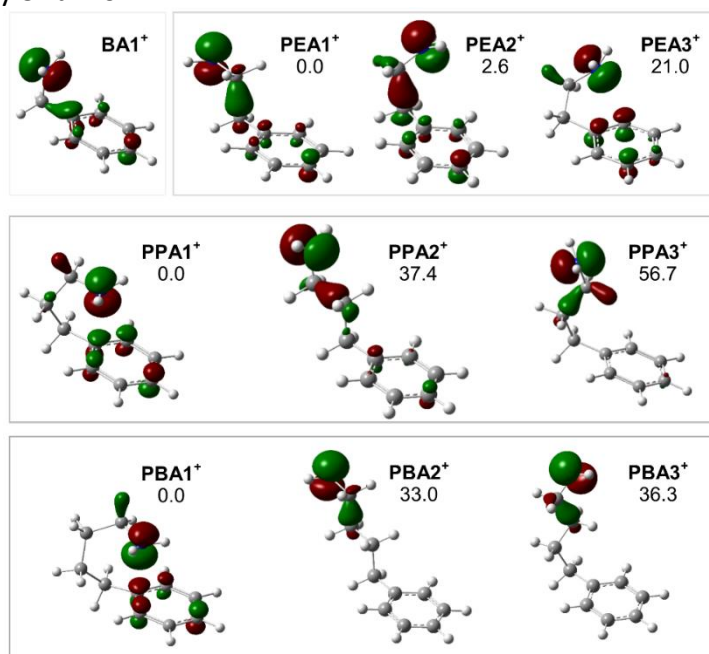 BA1+ PEA1+ PEA2+ PEA3+
0.0 2.6 21.0
PPA1+ PPA2+ PPA3+
0.0 37.4 56.7
PBA1+ PBA2+ PBA3+
0.0 33.0 36.3